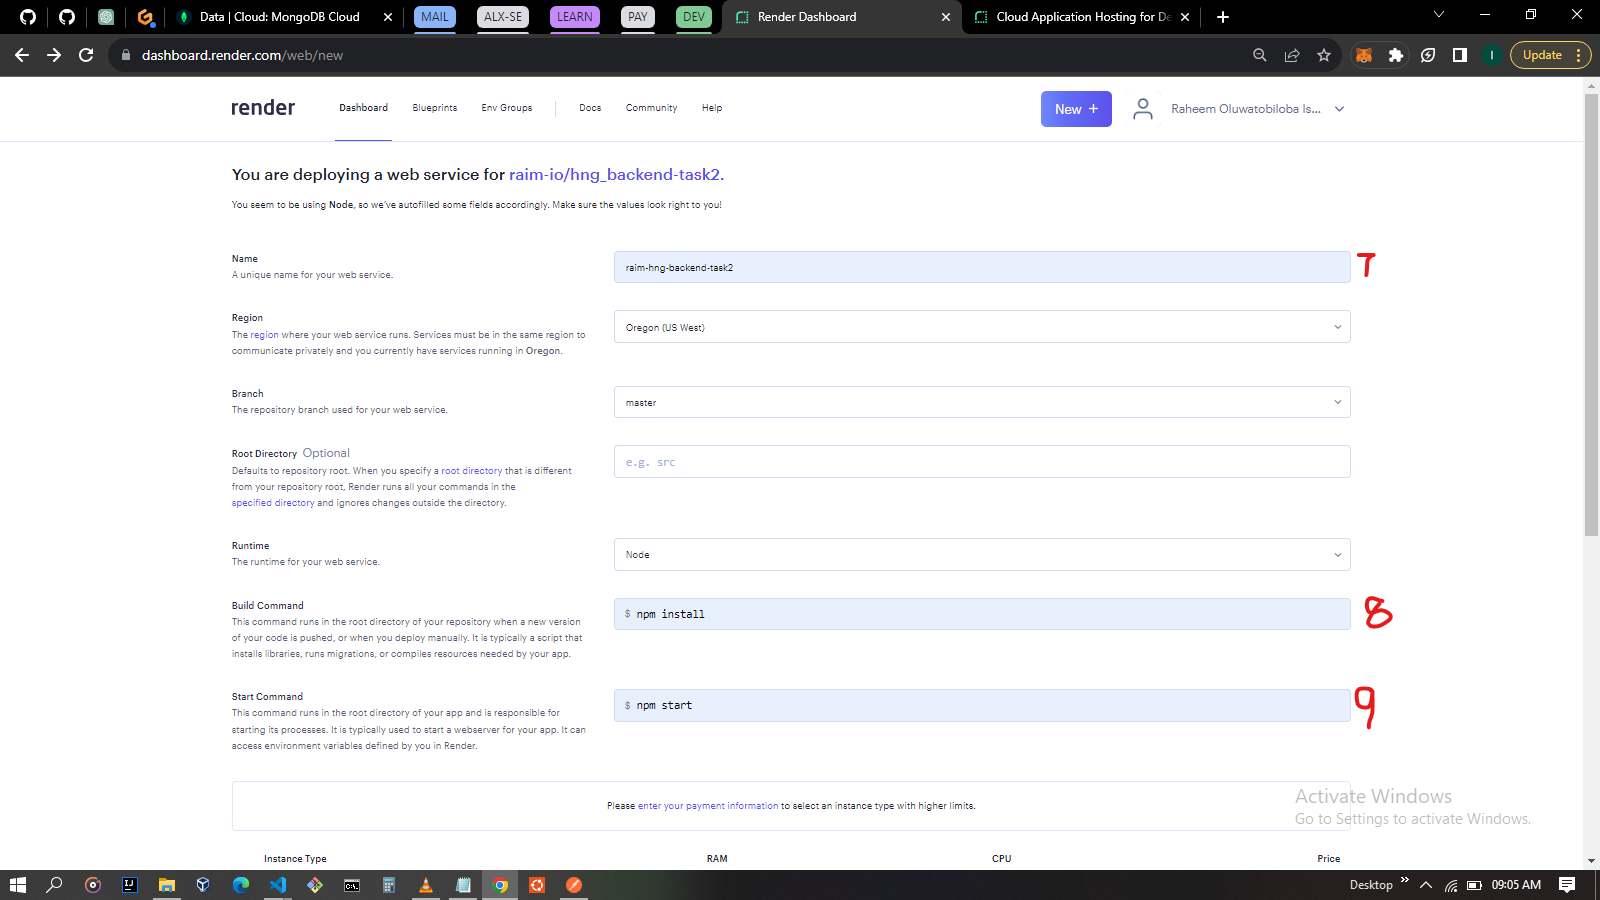 Data | Cloud: MongoDB Cloud
MAIL
ALX-SE
LEARN
PAY
DEV
Render Dashboard
Cloud Application Hosting for De
dashboard.render.com/web/new
I
Update
render
Dashboard
Blueprints
Env Groups
Docs
Community
Help
New +
Raheem Oluwatobiloba Is...
You are deploying a web service for raim-io/hng_backend-task2.
You seem to be using Node, so we've autofilled some fields accordingly. Make sure the values look right to you!
Name
A unique name for your web service.
raim-hng-backend-task2
7
Region
The region where your web service runs. Services must be in the same region to
communicate privately and you currently have services running in Oregon.
Oregon (US West)
Branch
The repository branch used for your web service.
master
Root Directory Optional
Defaults to repository root. When you specify a root directory that is different
from your repository root, Render runs all your commands in the
specified directory and ignores changes outside the directory.
e.g. src
Runtime
The runtime for your web service.
Node
Build Command
This command runs in the root directory of your repository when a new version
of your code is pushed, or when you deploy manually. It is typically a script that
installs libraries, runs migrations, or compiles resources needed by your app.
$ npm install
8
Start Command
This command runs in the root directory of your app and is responsible for
starting its processes. It is typically used to start a webserver for your app. It can
access environment variables defined by you in Render.
$ npm start
9
Please enter your payment information to select an instance type with higher limits.
Activate Windows
Go to Settings to activate Windows.
Instance Type
RAM
CPU
Price
Desktop
09:05 AM